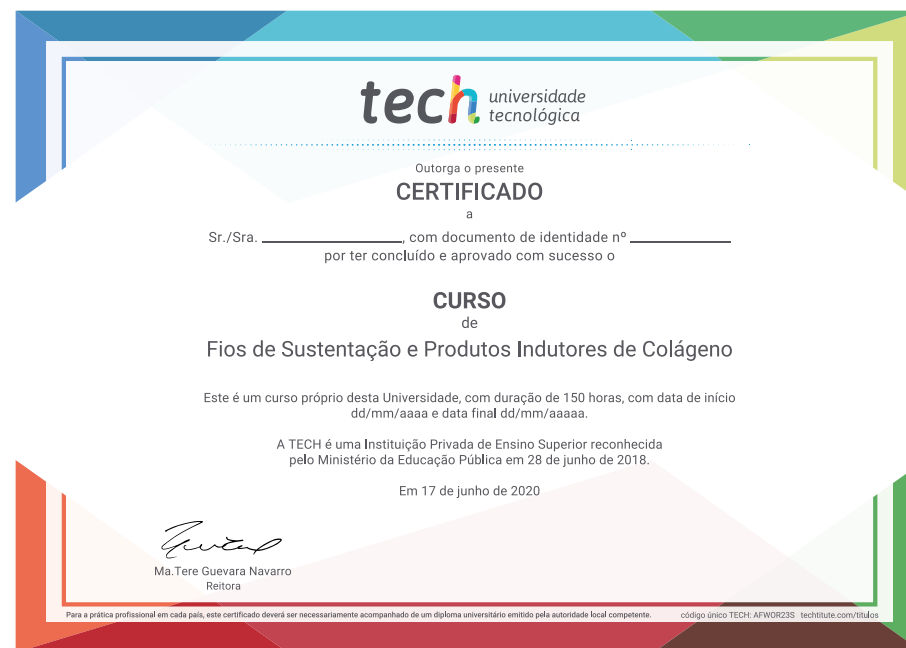 tech universidade
tecnológica
Outorga o presente
CERTIFICADO
a
Sr./Sra. ____________, com documento de identidade nº ____________
por ter concluído e aprovado com sucesso o
CURSO
de
Fios de Sustentação e Produtos Indutores de Colágeno
Este é um curso próprio desta Universidade, com duração de 150 horas, com data de início
dd/mm/aaaa e data final dd/mm/aaaaa.
A TECH é uma Instituição Privada de Ensino Superior reconhecida
pelo Ministério da Educação Pública em 28 de junho de 2018.
Em 17 de junho de 2020
Ma.Tere Guevara Navarro
Reitora
Para a prática profissional em cada país, este certificado deverá ser necessariamente acompanhado de um diploma universitário emitido pela autoridade local competente. código único TECH: AFWOR23S techtitute.com/titulos